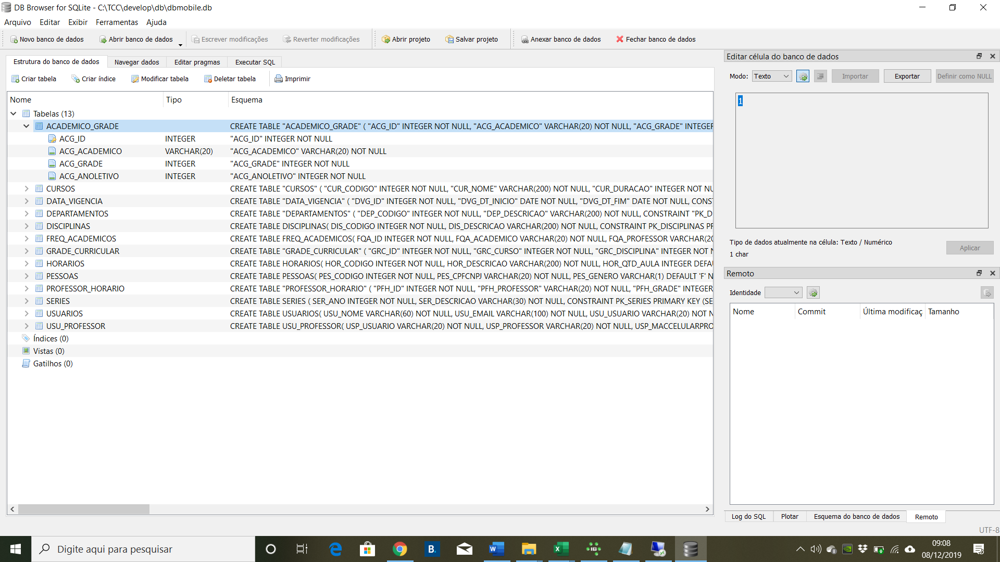 DB Browser for SQLite - C:\TCC\develop\db\dbmobile.db
Arquivo Editar Exibir Ferramentas Ajuda
Novo banco de dados Abrir banco de dados Escrever modificações Reverter modificações Abrir projeto Salvar projeto Anexar banco de dados Fechar banco de dados
Estrutura do banco de dados Navegar dados Editar pragmas Executar SQL
Criar tabela Criar índice Modificar tabela Deletar tabela Imprimir
Nome Tipo Esquema
Tabelas (13)
ACADEMICO_GRADE CREATE TABLE "ACADEMICO_GRADE" ( "ACG_ID" INTEGER NOT NULL, "ACG_ACADEMICO" VARCHAR(20) NOT NULL, "ACG_GRADE" INTEGER
ACG_ID INTEGER "ACG_ID" INTEGER NOT NULL
ACG_ACADEMICO VARCHAR(20) "ACG_ACADEMICO" VARCHAR(20) NOT NULL
ACG_GRADE INTEGER "ACG_GRADE" INTEGER NOT NULL
ACG_ANOLETIVO INTEGER "ACG_ANOLETIVO" INTEGER NOT NULL
CURSOS CREATE TABLE "CURSOS" ( "CUR_CODIGO" INTEGER NOT NULL, "CUR_NOME" VARCHAR(200) NOT NULL, "CUR_DURACAO" INTEGER NOT NU
DATA_VIGENCIA CREATE TABLE "DATA_VIGENCIA" ( "DVG_ID" INTEGER NOT NULL, "DVG_DT_INICIO" DATE NOT NULL, "DVG_DT_FIM" DATE NOT NULL, CONST
DEPARTAMENTOS CREATE TABLE "DEPARTAMENTOS" ( "DEP_CODIGO" INTEGER NOT NULL, "DEP_DESCRICAO" VARCHAR(200) NOT NULL, CONSTRAINT "PK_D
DISCIPLINAS CREATE TABLE DISCIPLINAS( DIS_CODIGO INTEGER NOT NULL, DIS_DESCRICAO VARCHAR(200) NOT NULL, CONSTRAINT PK_DISCIPLINAS PR
FREQ_ACADEMICOS CREATE TABLE FREQ_ACADEMICOS( FQA_ID INTEGER NOT NULL, FQA_ACADEMICO VARCHAR(20) NOT NULL, FQA_PROFESSOR VARCHAR(20
GRADE_CURRICULAR CREATE TABLE "GRADE_CURRICULAR" ( "GRC_ID" INTEGER NOT NULL, "GRC_CURSO" INTEGER NOT NULL, "GRC_DISCIPLINA" INTEGER NOT N
HORARIOS CREATE TABLE HORARIOS( HOR_CODIGO INTEGER NOT NULL, HOR_DESCRICAO VARCHAR(200) NOT NULL, HOR_QTD_AULA INTEGER DEFAU
PESSOAS CREATE TABLE PESSOAS( PES_CODIGO INTEGER NOT NULL, PES_CPFCNPJ VARCHAR(20) NOT NULL, PES_GENERO VARCHAR(1) DEFAULT 'F' N
PROFESSOR_HORARIO CREATE TABLE "PROFESSOR_HORARIO" ( "PFH_ID" INTEGER NOT NULL, "PFH_PROFESSOR" VARCHAR(20) NOT NULL, "PFH_GRADE" INTEGER
SERIES CREATE TABLE SERIES ( SER_ANO INTEGER NOT NULL, SER_DESCRICAO VARCHAR(30) NOT NULL, CONSTRAINT PK_SERIES PRIMARY KEY (SE
USUARIOS CREATE TABLE USUARIOS( USU_NOME VARCHAR(60) NOT NULL, USU_EMAIL VARCHAR(100) NOT NULL, USU_USUARIO VARCHAR(20) NOT N
USU_PROFESSOR CREATE TABLE USU_PROFESSOR( USP_USUARIO VARCHAR(20) NOT NULL, USP_PROFESSOR VARCHAR(20) NOT NULL, USP_MACCELULARPRO
Índices (0)
Vistas (0)
Gatilhos (0)
Editar célula do banco de dados
Modo: Texto Importar Exportar Definir como NULL
1
Tipo de dados atualmente na célula: Texto / Numérico
1 char
Aplicar
Remoto
Identidade
Nome Commit Última modificaç Tamanho
Log do SQL Plotar Esquema do banco de dados Remoto
UTF-8
Digite aqui para pesquisar
B.
IB
09:08
08/12/2019